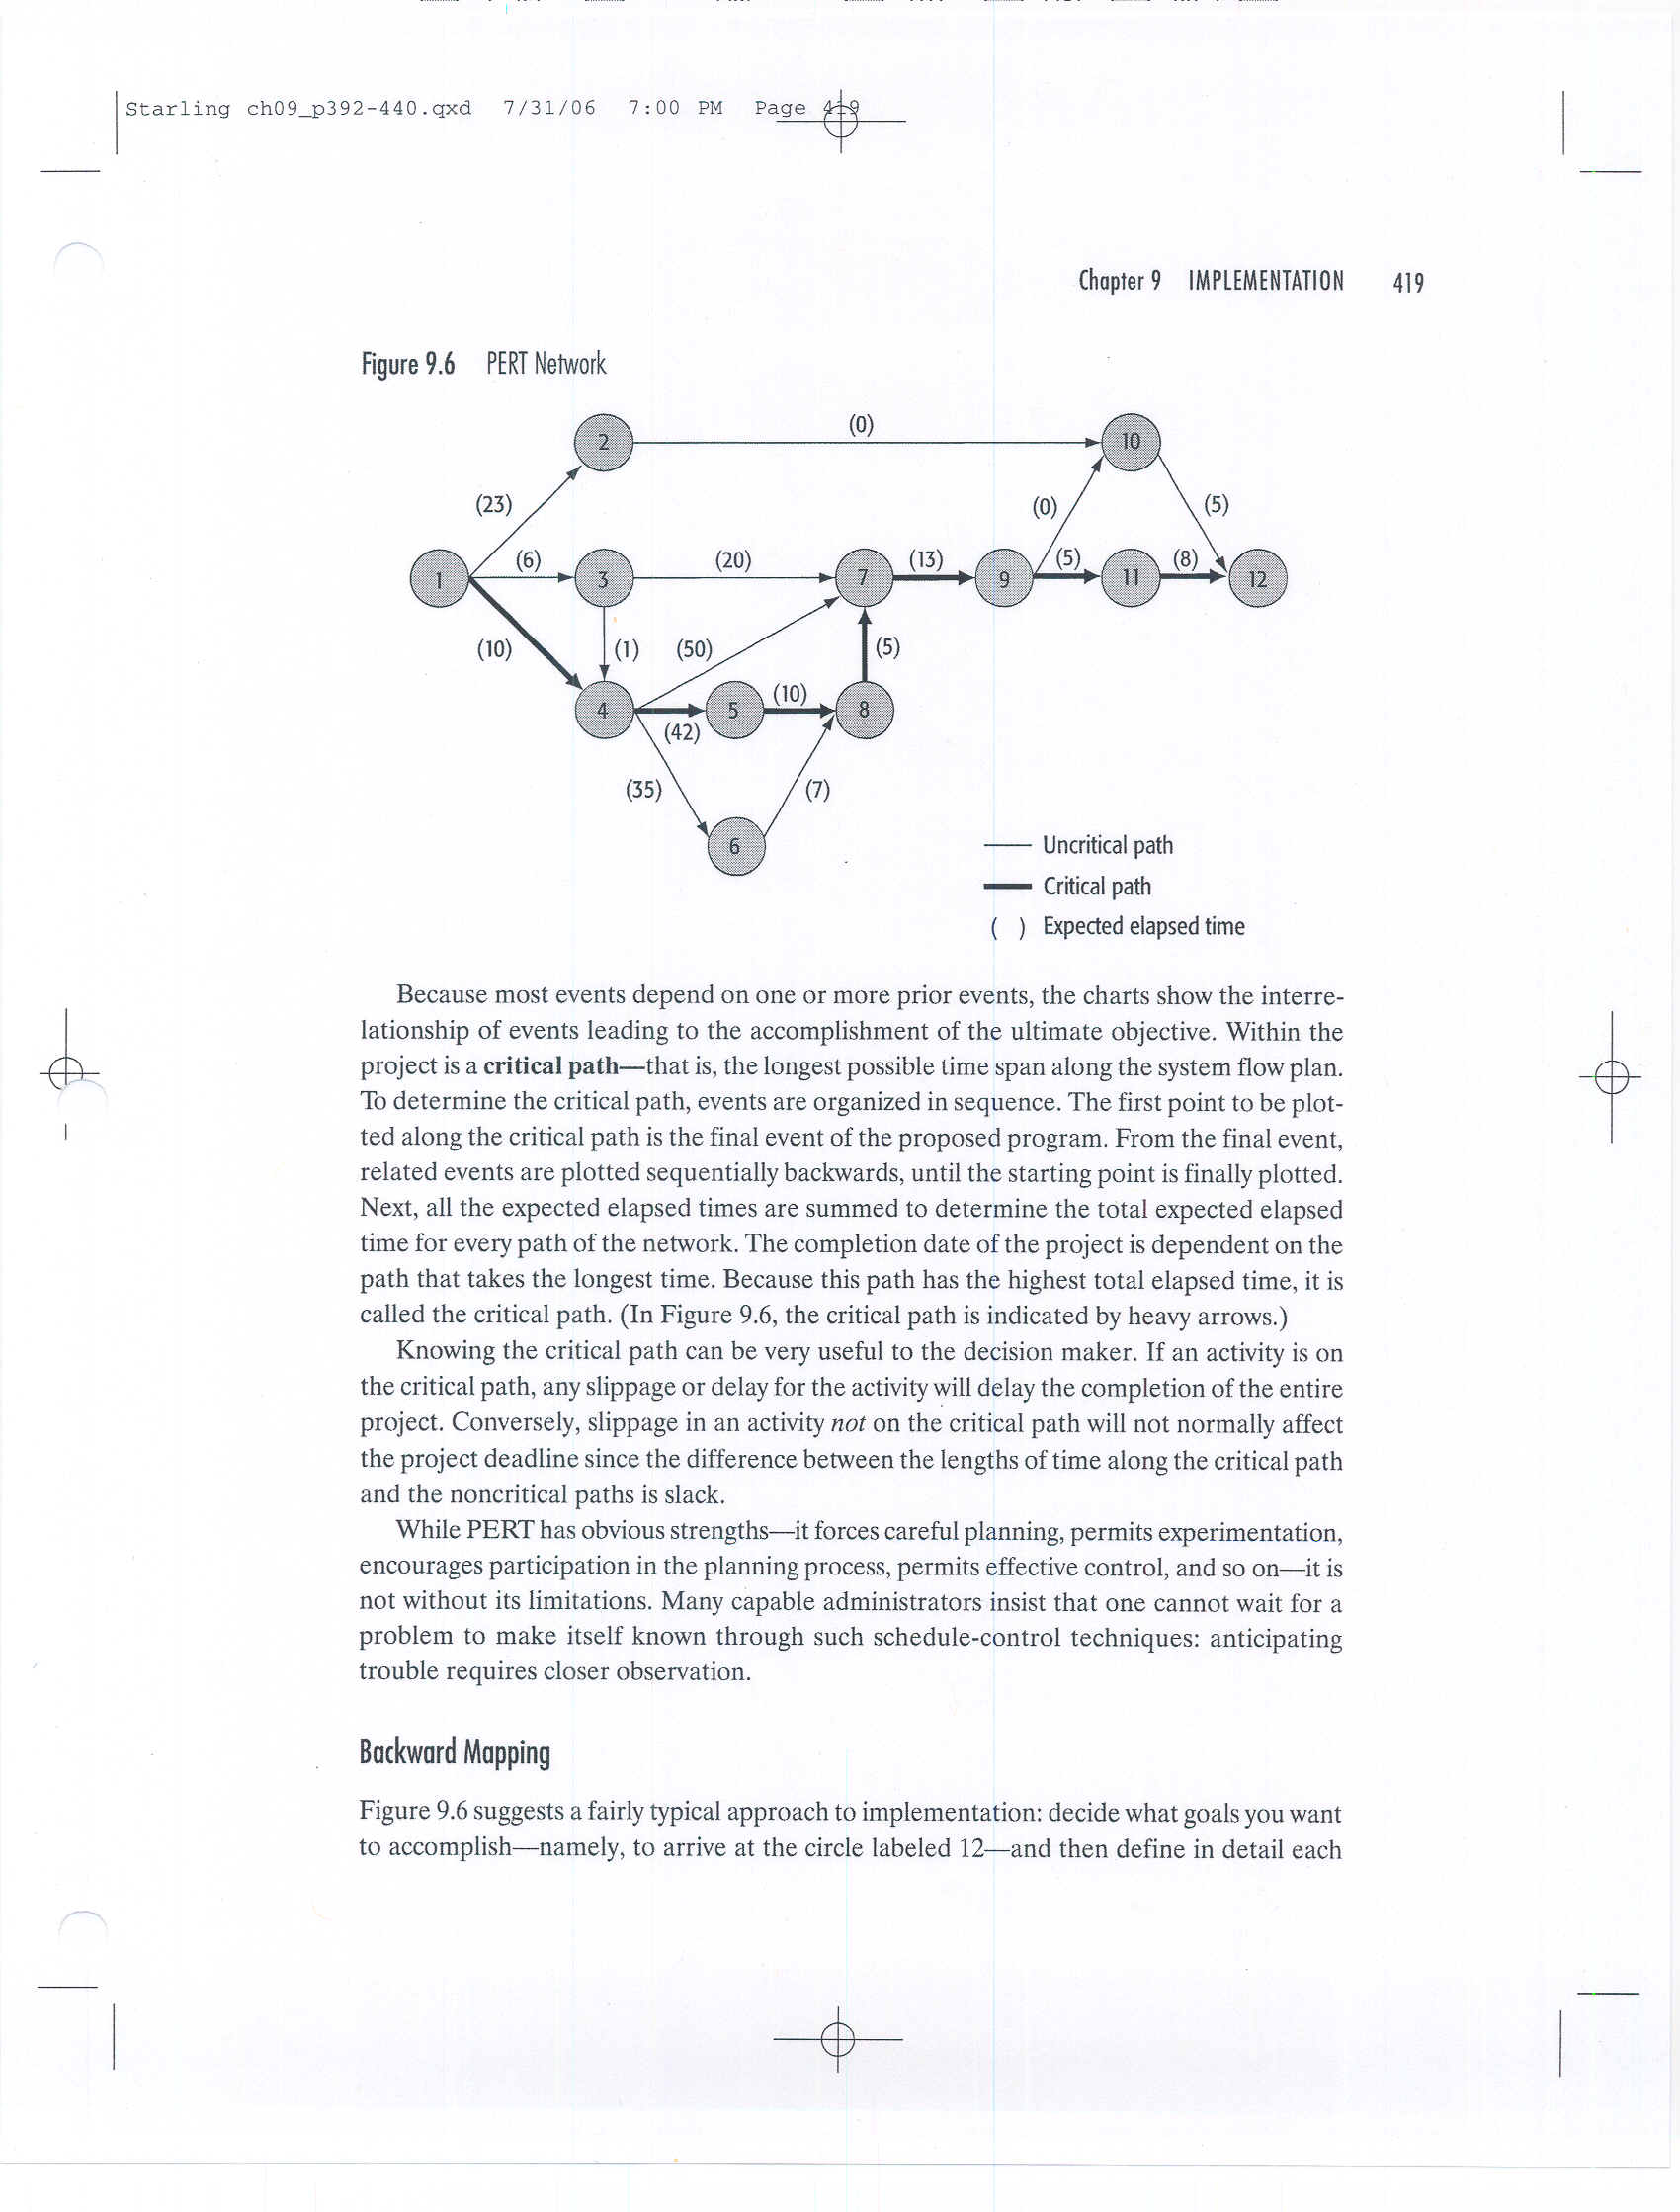 Starling ch09_p392-440.qxd 7/31/06 7:00 PM Page 419
Chapter 9 IMPLEMENTATION 419
Figure 9.6 PERT Network
(0)
2
10
(23)
(0)
(5)
(6)
(20)
(13)
(5)
(8)
1
3
7
9
11
12
(10)
(1)
(50)
(5)
(10)
4
5
8
(42)
(35)
(7)
6
Uncritical path
Critical path
( ) Expected elapsed time
Because most events depend on one or more prior events, the charts show the interre-
lationship of events leading to the accomplishment of the ultimate objective. Within the
project is a critical path—that is, the longest possible time span along the system flow plan.
To determine the critical path, events are organized in sequence. The first point to be plot-
ted along the critical path is the final event of the proposed program. From the final event,
related events are plotted sequentially backwards, until the starting point is finally plotted.
Next, all the expected elapsed times are summed to determine the total expected elapsed
time for every path of the network. The completion date of the project is dependent on the
path that takes the longest time. Because this path has the highest total elapsed time, it is
called the critical path. (In Figure 9.6, the critical path is indicated by heavy arrows.)
Knowing the critical path can be very useful to the decision maker. If an activity is on
the critical path, any slippage or delay for the activity will delay the completion of the entire
project. Conversely, slippage in an activity not on the critical path will not normally affect
the project deadline since the difference between the lengths of time along the critical path
and the noncritical paths is slack.
While PERT has obvious strengths—it forces careful planning, permits experimentation,
encourages participation in the planning process, permits effective control, and so on—it is
not without its limitations. Many capable administrators insist that one cannot wait for a
problem to make itself known through such schedule-control techniques: anticipating
trouble requires closer observation.
Backward Mapping
Figure 9.6 suggests a fairly typical approach to implementation: decide what goals you want
to accomplish—namely, to arrive at the circle labeled 12—and then define in detail each